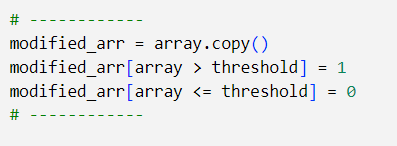 # ------------
modified_arr = array.copy()
modified_arr[array > threshold] = 1
modified_arr[array <= threshold] = 0
# ------------